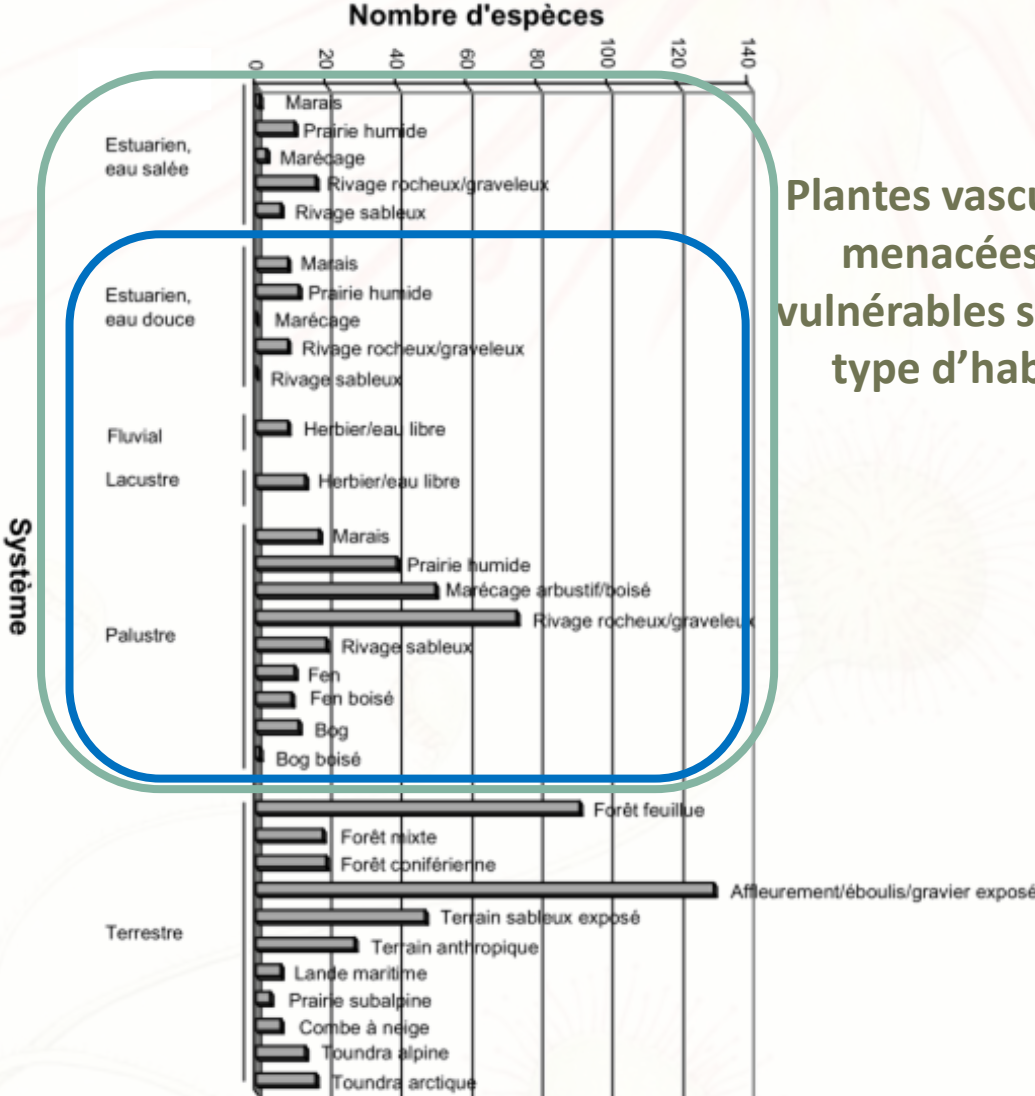 Nombre d'espèces
0 20 40 60 80 100 120 140
Système
Estuarien,
eau salée
Marais
Prairie humide
Marécage
Rivage rocheux/graveleux
Rivage sableux
Estuarien,
eau douce
Marais
Prairie humide
Marécage
Rivage rocheux/graveleux
Rivage sableux
Fluvial
Herbier/eau libre
Lacustre
Herbier/eau libre
Palustre
Marais
Prairie humide
Marécage arbustif/boisé
Rivage rocheux/graveleux
Rivage sableux
Fen
Fen boisé
Bog
Bog boisé
Terrestre
Forêt feuillue
Forêt mixte
Forêt coniférienne
Affleurement/éboulis/gravier exposé
Terrain sableux exposé
Terrain anthropique
Lande maritime
Prairie subalpine
Combe à neige
Toundra alpine
Toundra arctique
Plantes
menacées
vulnérables
type